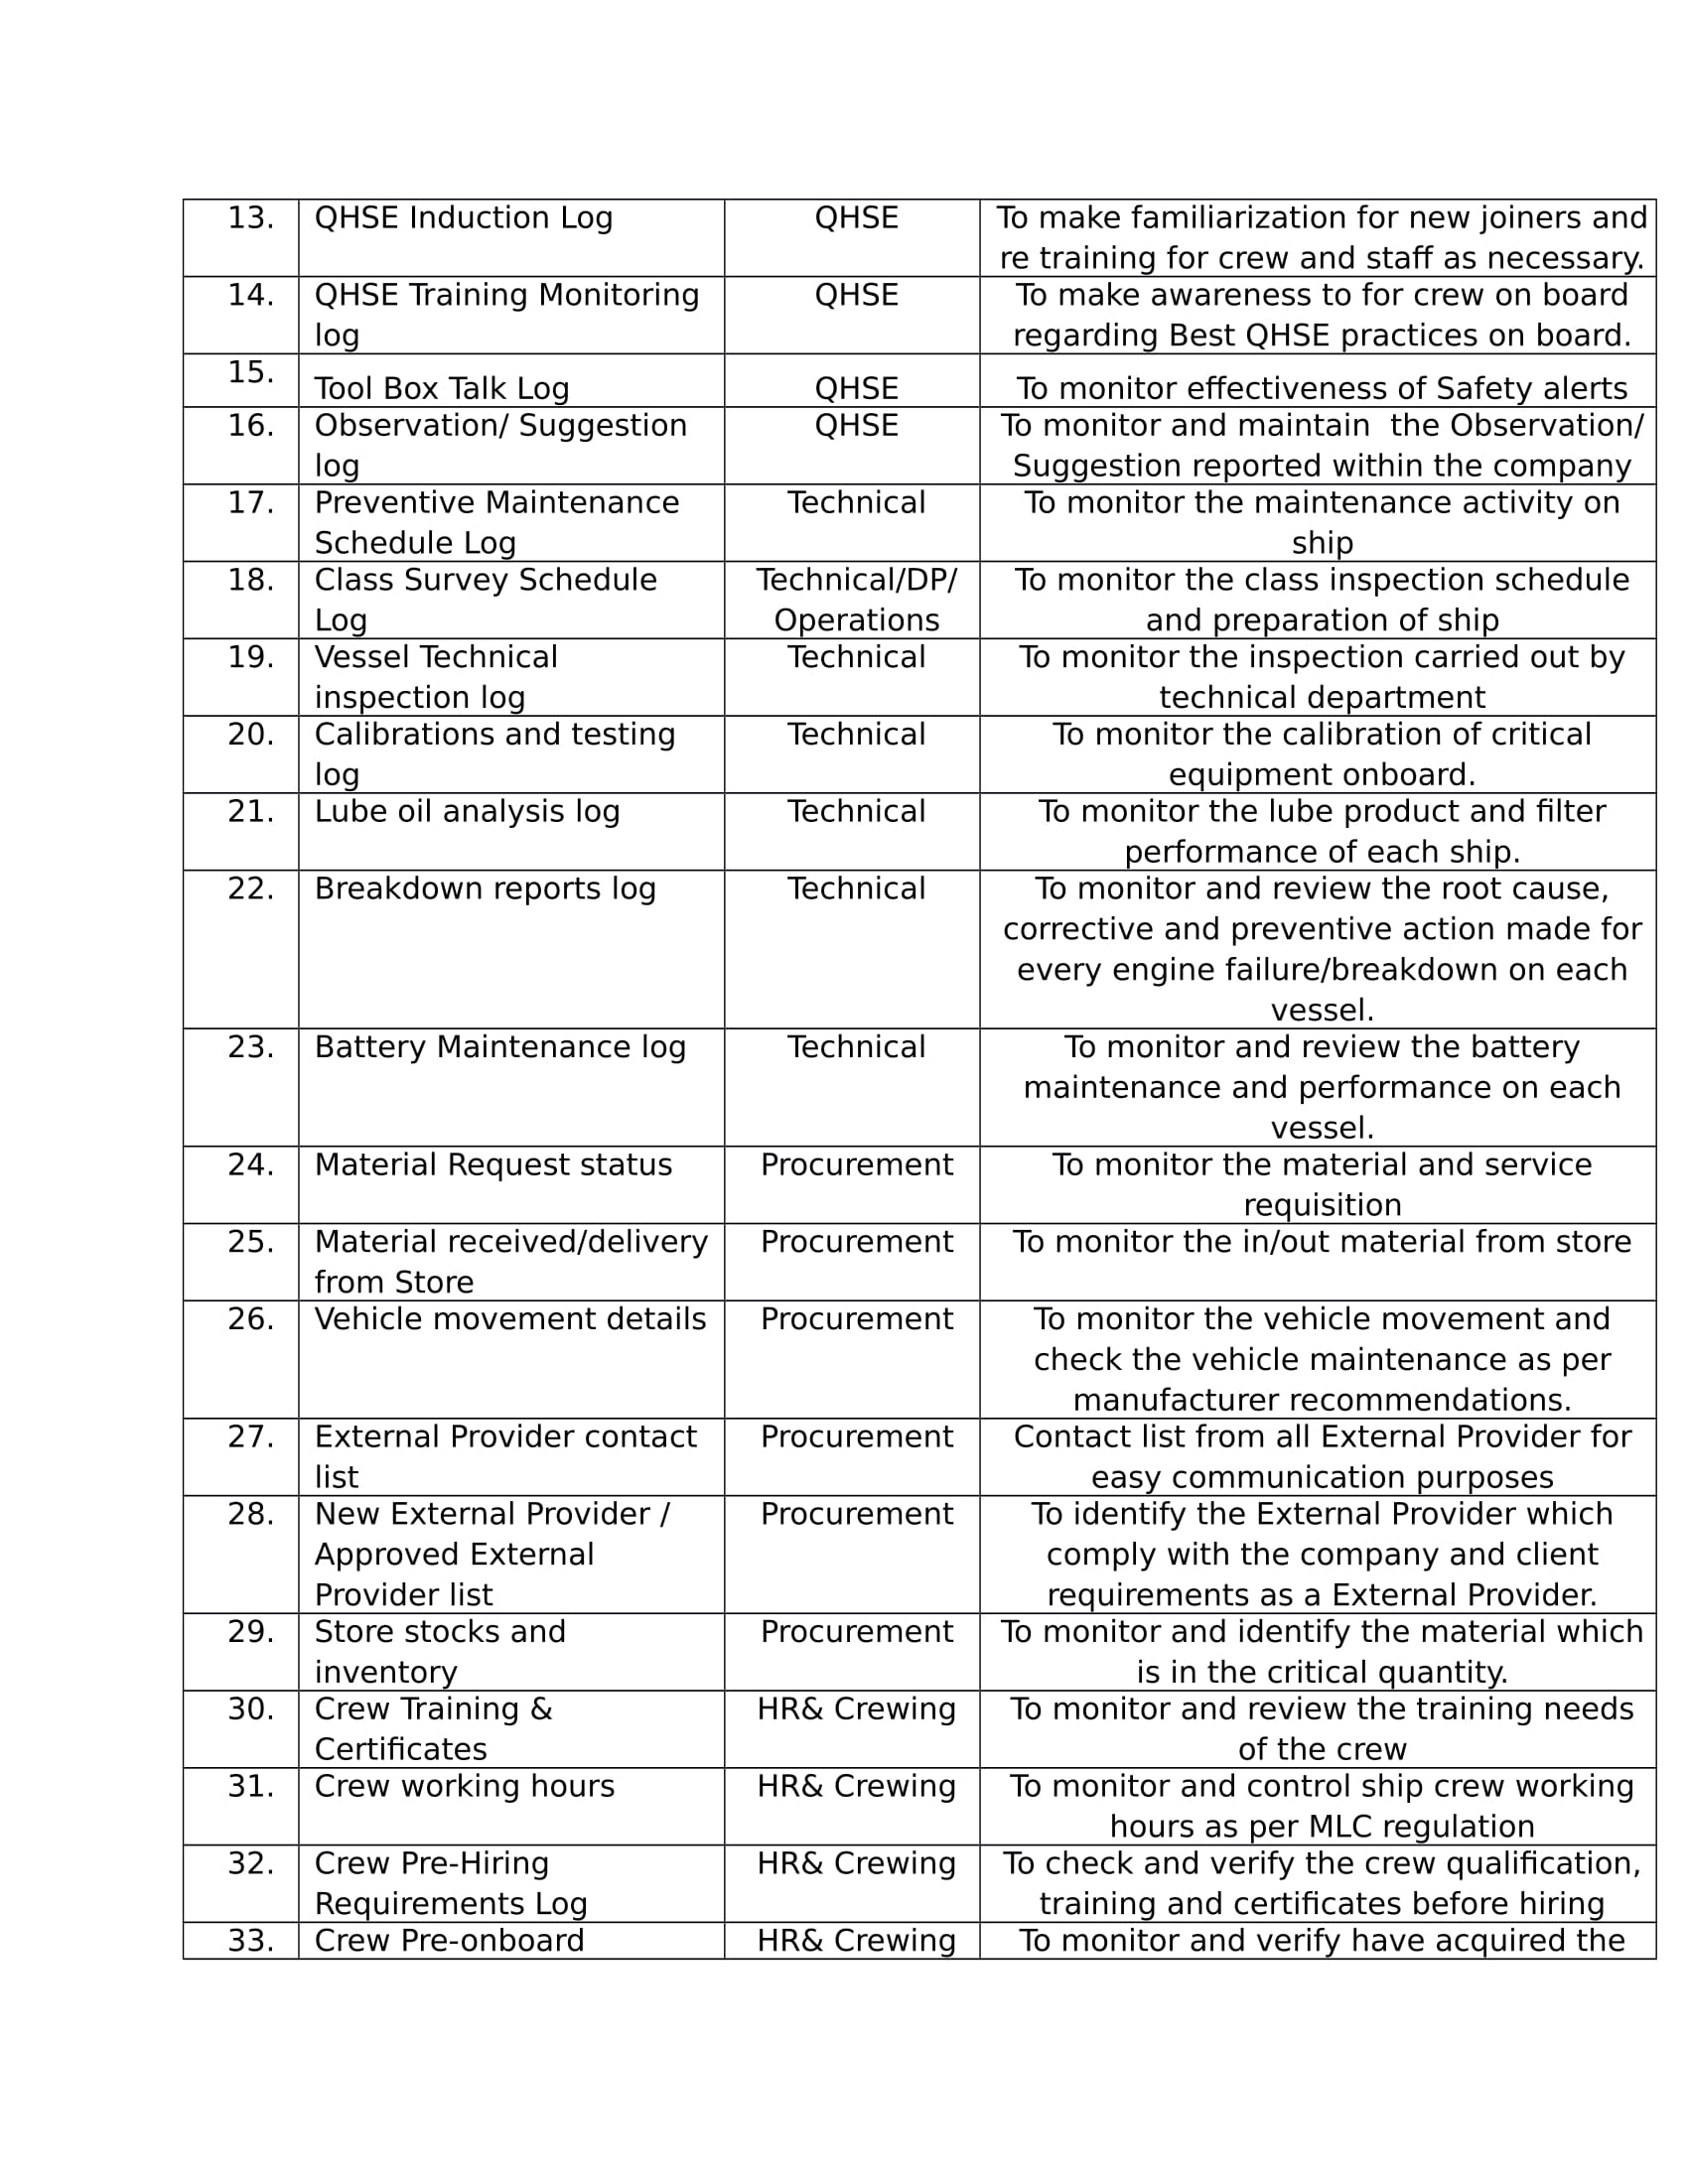 13. QHSE Induction Log QHSE To make familiarization for new joiners and
re training for crew and staff as necessary.
14. QHSE Training Monitoring QHSE To make awareness to for crew on board
log regarding Best QHSE practices on board.
15.
Tool Box Talk Log QHSE To monitor effectiveness of Safety alerts
16. Observation/ Suggestion QHSE To monitor and maintain  the Observation/
log Suggestion reported within the company
17. Preventive Maintenance Technical To monitor the maintenance activity on
Schedule Log ship
18. Class Survey Schedule Technical/DP/ To monitor the class inspection schedule
Log Operations and preparation of ship
19. Vessel Technical Technical To monitor the inspection carried out by
inspection log technical department
20. Calibrations and testing Technical To monitor the calibration of critical
log equipment onboard.
21. Lube oil analysis log Technical To monitor the lube product and filter
performance of each ship.
22. Breakdown reports log Technical To monitor and review the root cause,
corrective and preventive action made for
every engine failure/breakdown on each
vessel.
23. Battery Maintenance log Technical To monitor and review the battery
maintenance and performance on each
vessel.
24. Material Request status Procurement To monitor the material and service
requisition
25. Material received/delivery Procurement To monitor the in/out material from store
from Store
26. Vehicle movement details Procurement To monitor the vehicle movement and
check the vehicle maintenance as per
manufacturer recommendations.
27. External Provider contact Procurement Contact list from all External Provider for
list easy communication purposes
28. New External Provider / Procurement To identify the External Provider which
Approved External comply with the company and client
Provider list requirements as a External Provider.
29. Store stocks and Procurement To monitor and identify the material which
inventory is in the critical quantity.
30. Crew Training & HR& Crewing To monitor and review the training needs
Certificates of the crew
31. Crew working hours HR& Crewing To monitor and control ship crew working
hours as per MLC regulation
32. Crew Pre-Hiring HR& Crewing To check and verify the crew qualification,
Requirements Log training and certificates before hiring
33. Crew Pre-onboard HR& Crewing To monitor and verify have acquired the